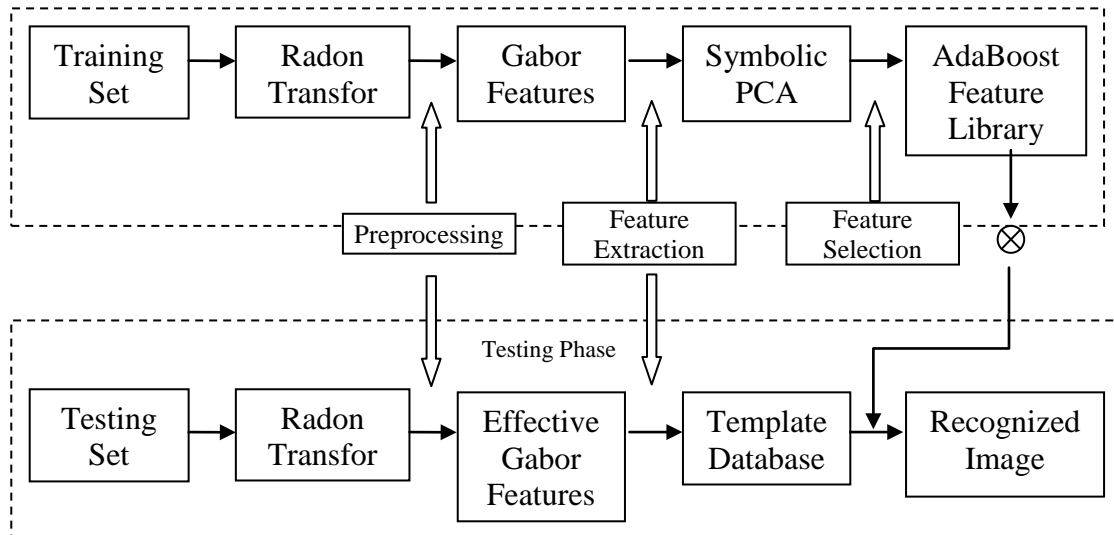 Training
Set
Radon
Transfor
Gabor
Features
Symbolic
PCA
AdaBoost
Feature
Library
Preprocessing
Feature
Extraction
Feature
Selection
Testing Phase
Testing
Set
Radon
Transfor
Effective
Gabor
Features
Template
Database
Recognized
Image